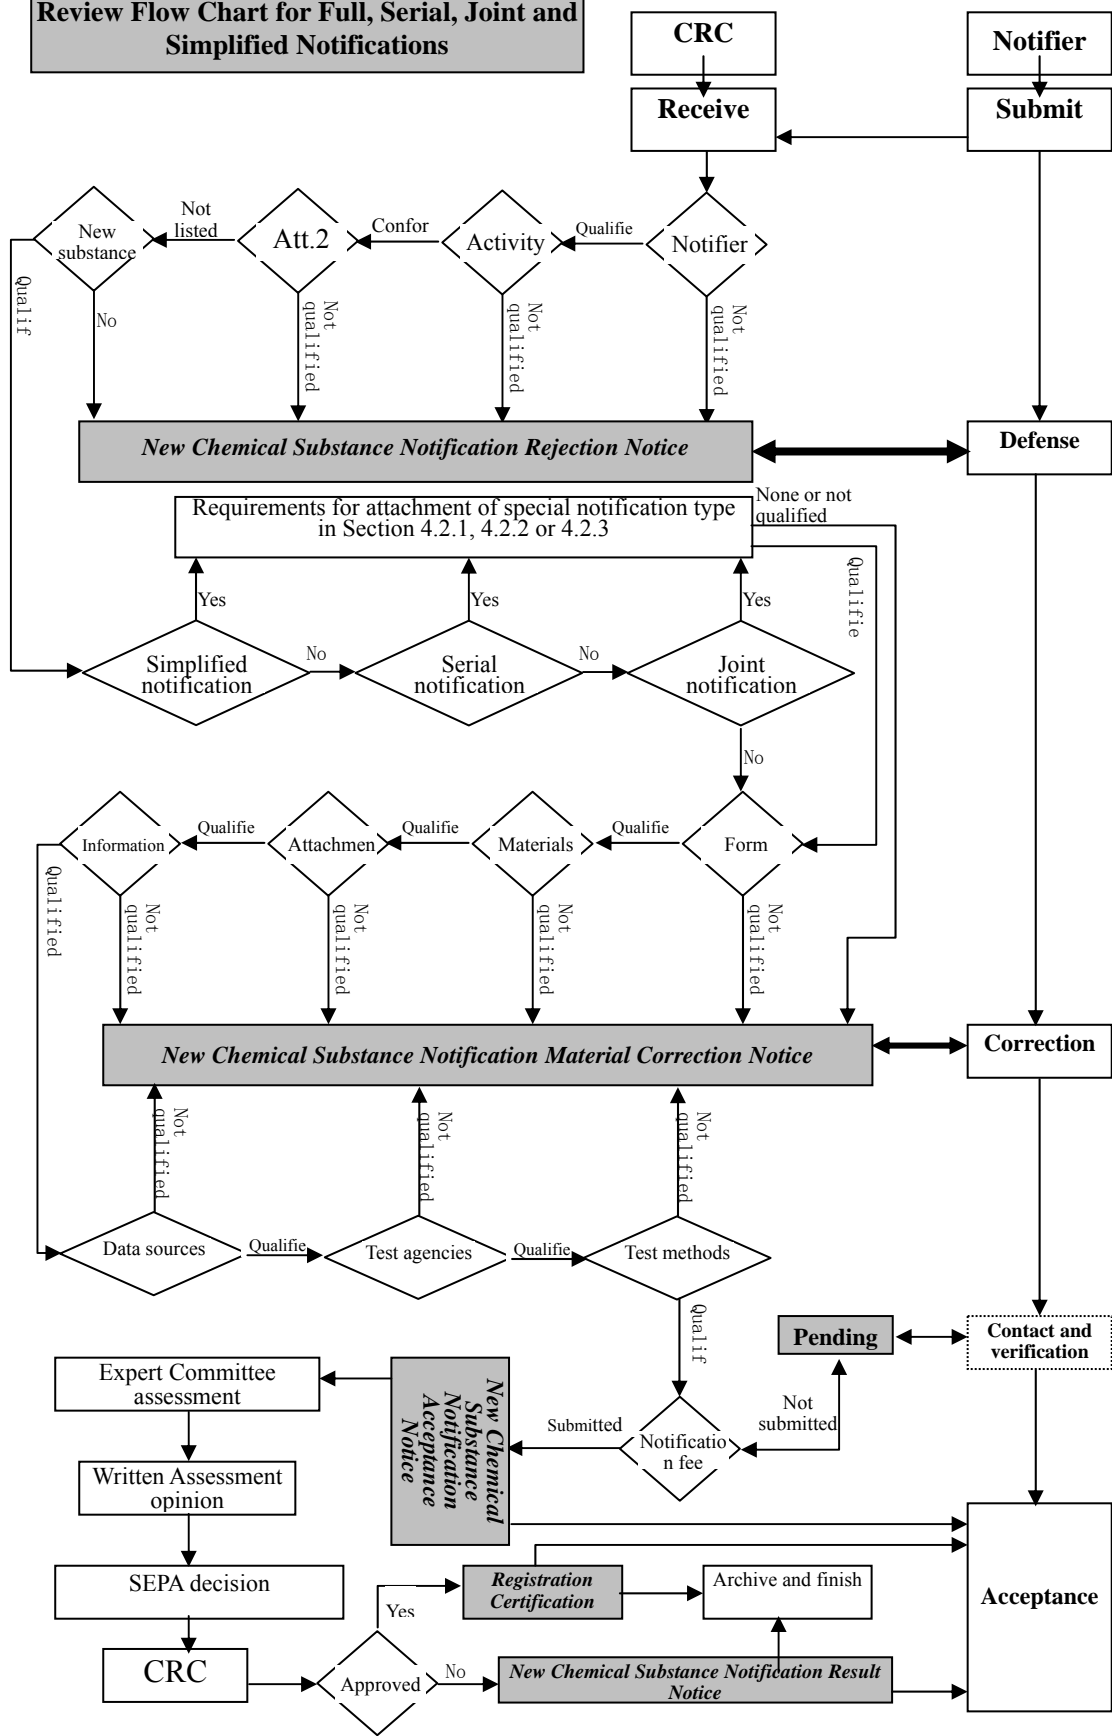 Review Flow Chart for Full, Serial, Joint and
Simplified Notifications
CRC
Notifier
Receive
Submit
New
substance
Not
listed
Att.2
Confor
Activity
Qualifie
Notifier
Qualif
No
Not
qualified
Not
qualified
Not
qualified
New Chemical Substance Notification Rejection Notice
Defense
Requirements for attachment of special notification type
in Section 4.2.1, 4.2.2 or 4.2.3
None or not
qualified
Qualifie
Yes
Yes
Yes
Simplified
notification
No
Serial
notification
No
Joint
notification
No
Information
Qualifie
Attachmen
Qualifie
Materials
Qualifie
Form
Qualified
Not
qualified
Not
qualified
Not
qualified
Not
qualified
New Chemical Substance Notification Material Correction Notice
Correction
Not
qualified
Not
qualified
Not
qualified
Data sources
Qualifie
Test agencies
Qualifie
Test methods
Qualif
Pending
Contact and
verification
Expert Committee
assessment
New Chemical
Substance
Notification
Acceptance
Notice
Submitted
Notificatio
n fee
Not
submitted
Written Assessment
opinion
SEPA decision
Yes
Registration
Certification
Archive and finish
Acceptance
CRC
Approved
No
New Chemical Substance Notification Result
Notice